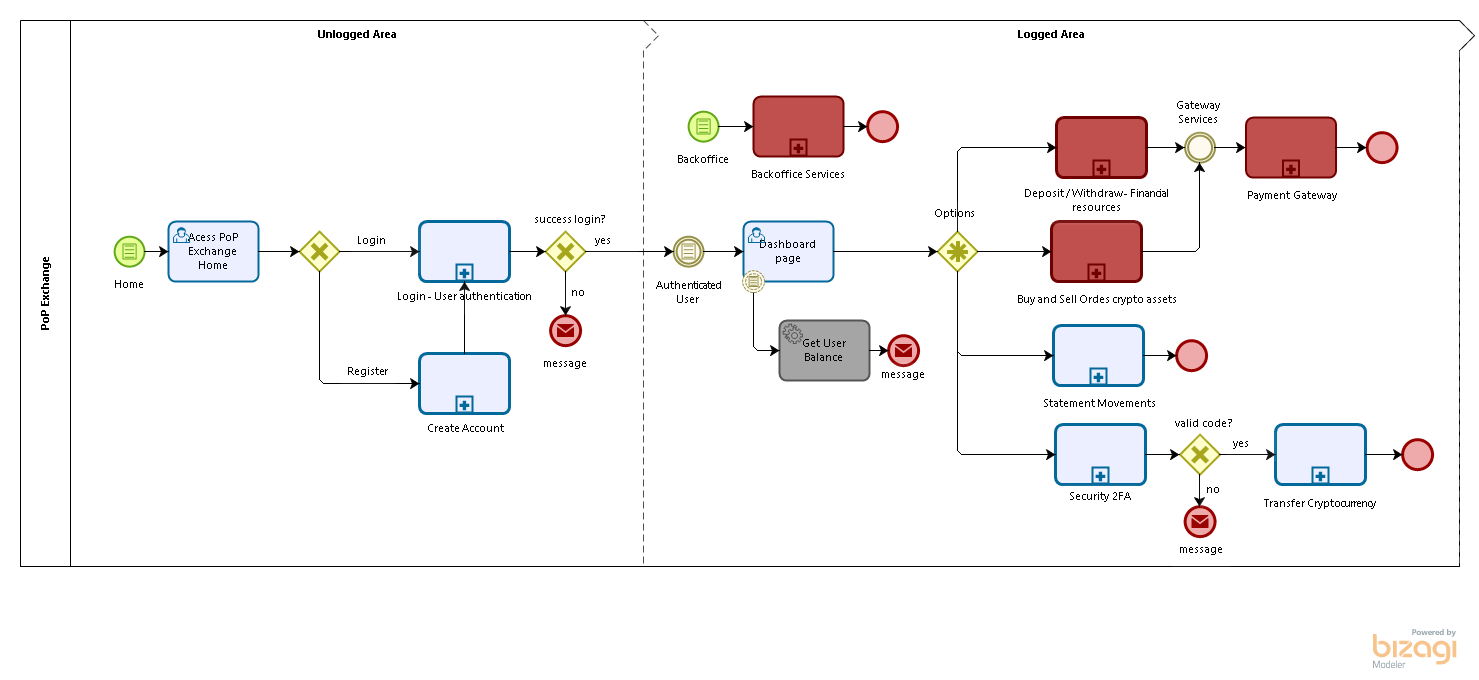 Unlogged Area
Logged Area
PoP Exchange
Home
Acess PoP
Exchange
Home
Login
Register
Login - User authentication
Create Account
success login?
yes
no
message
Backoffice
Backoffice Services
Authenticated
User
Dashboard
page
Get User
Balance
message
Options
Deposit / Withdraw- Financial
resources
Gateway
Services
Payment Gateway
Buy and Sell Ordes crypto assets
Statement Movements
Security 2FA
valid code?
yes
no
message
Transfer Cryptocurrency
Powered by
bizagi
Modeler